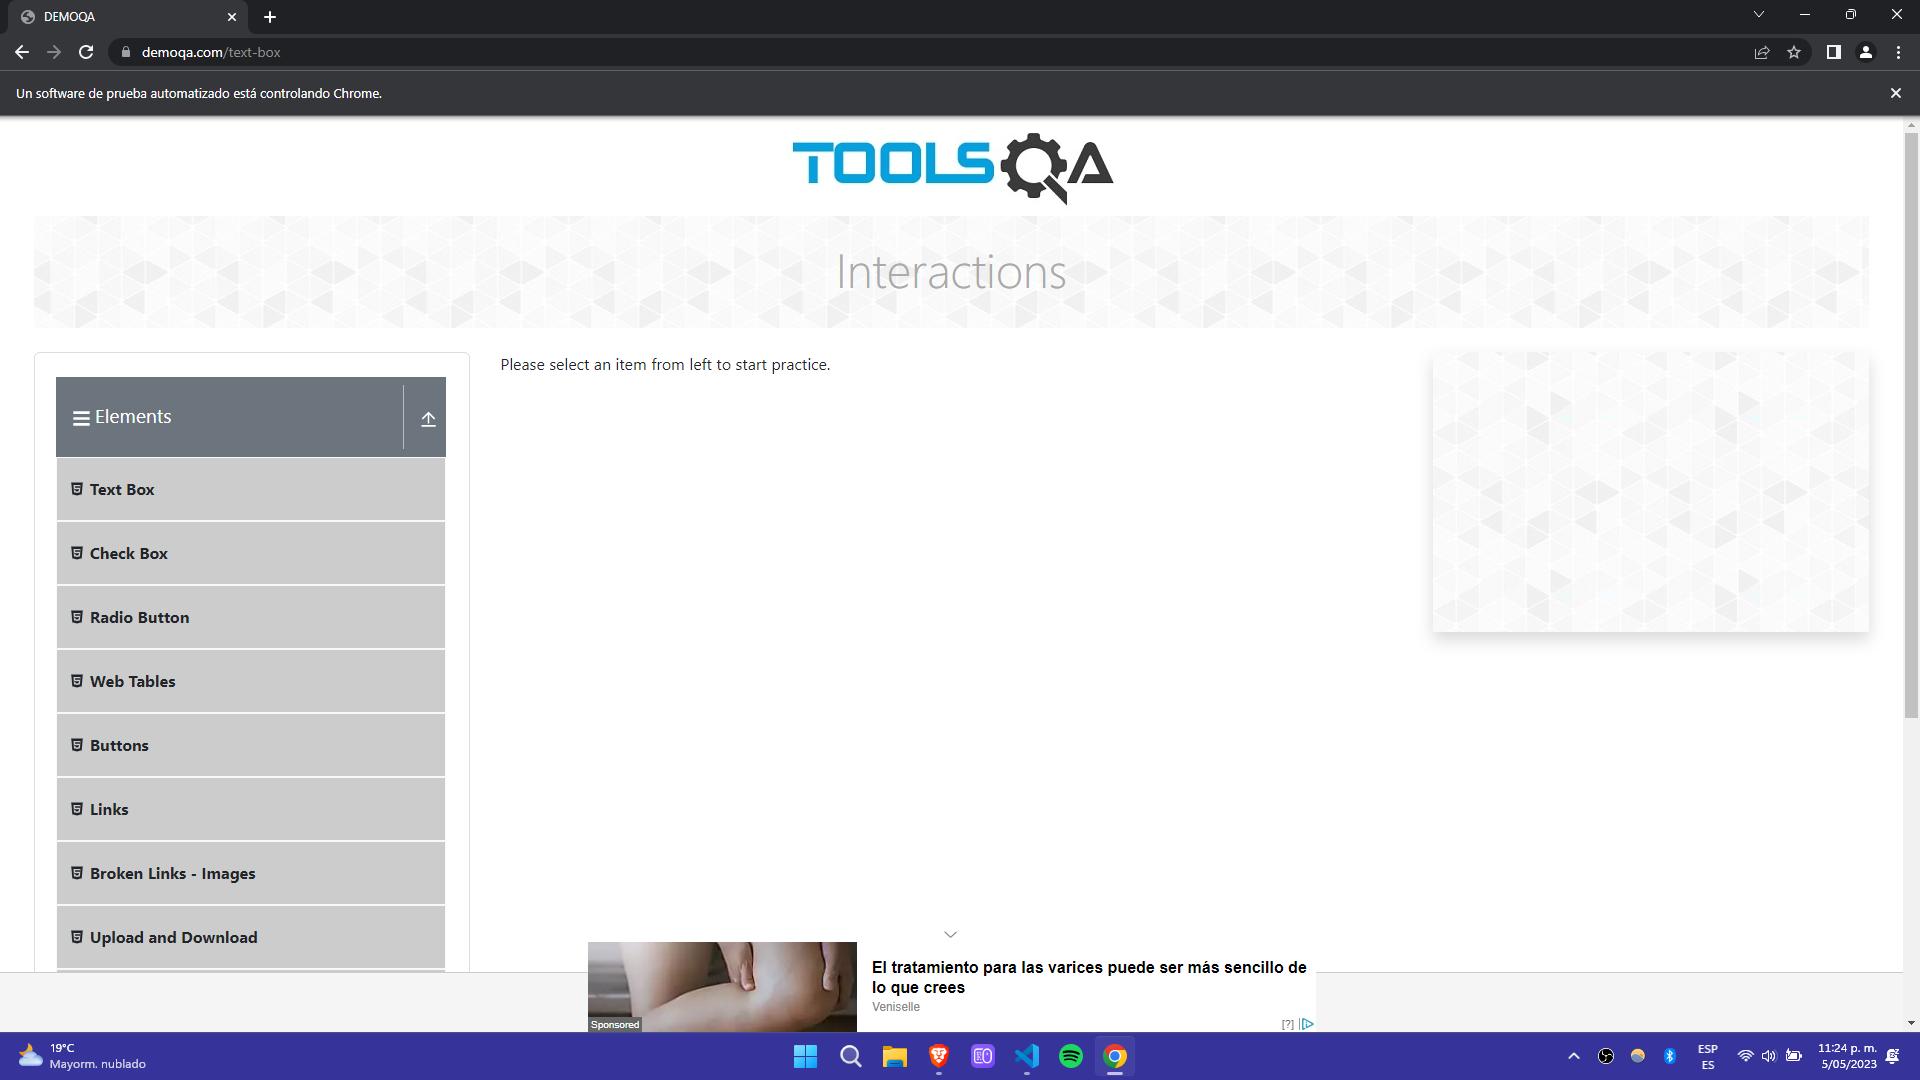 DEMOQA
demoqa.com/text-box
Un software de prueba automatizado está controlando Chrome.
TOOLSQA
Interactions
Elements
Please select an item from left to start practice.
Text Box
Check Box
Radio Button
Web Tables
Buttons
Links
Broken Links - Images
Upload and Download
El tratamiento para las varices puede ser más sencillo de
lo que crees
Veniselle
Sponsored
[?]
19°C
Mayorm. nublado
ESP
ES
11:24 p. m.
5/05/2023